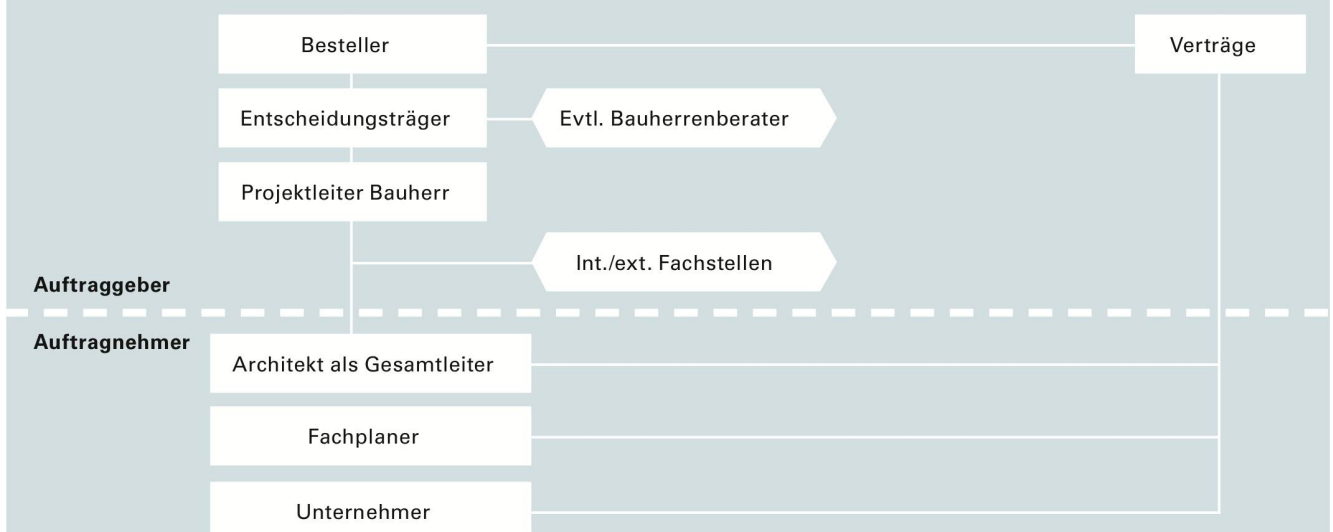 Besteller
Verträge
Entscheidungsträger
Evtl. Bauherrenberater
Projektleiter Bauherr
Int./ext. Fachstellen
Auftraggeber
Auftragnehmer
Architekt als Gesamtleiter
Fachplaner
Unternehmer